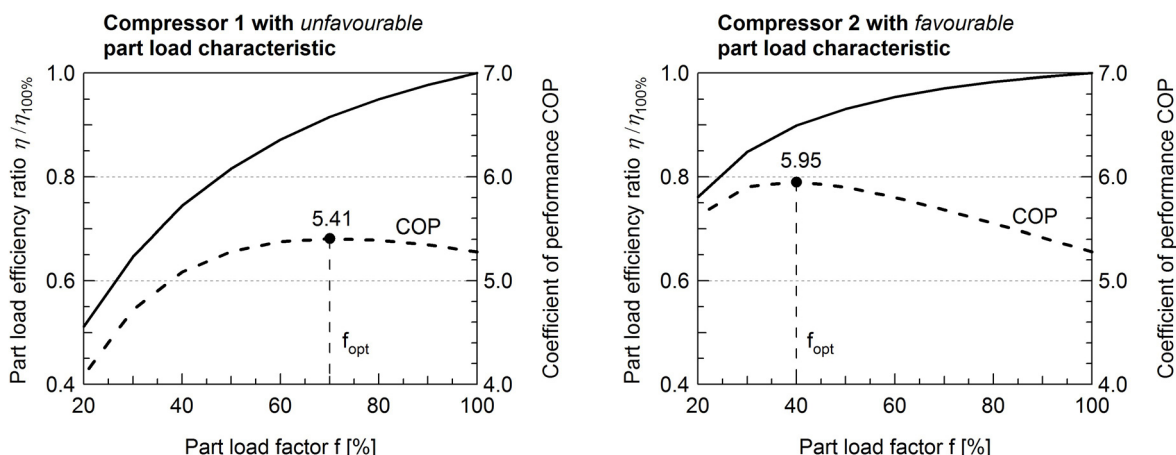 Compressor 1 with unfavourable
part load characteristic
1.0
0.8
0.6
0.4
7.0
6.0
5.0
4.0
Part load efficiency ratio η/η100%
Coefficient of performance COP
5.41
COP
fopt
20 40 60 80 100
Part load factor f [%]
Compressor 2 with favourable
part load characteristic
1.0
0.8
0.6
0.4
7.0
6.0
5.0
4.0
Part load efficiency ratio η/η100%
Coefficient of performance COP
5.95
COP
fopt
20 40 60 80 100
Part load factor f [%]